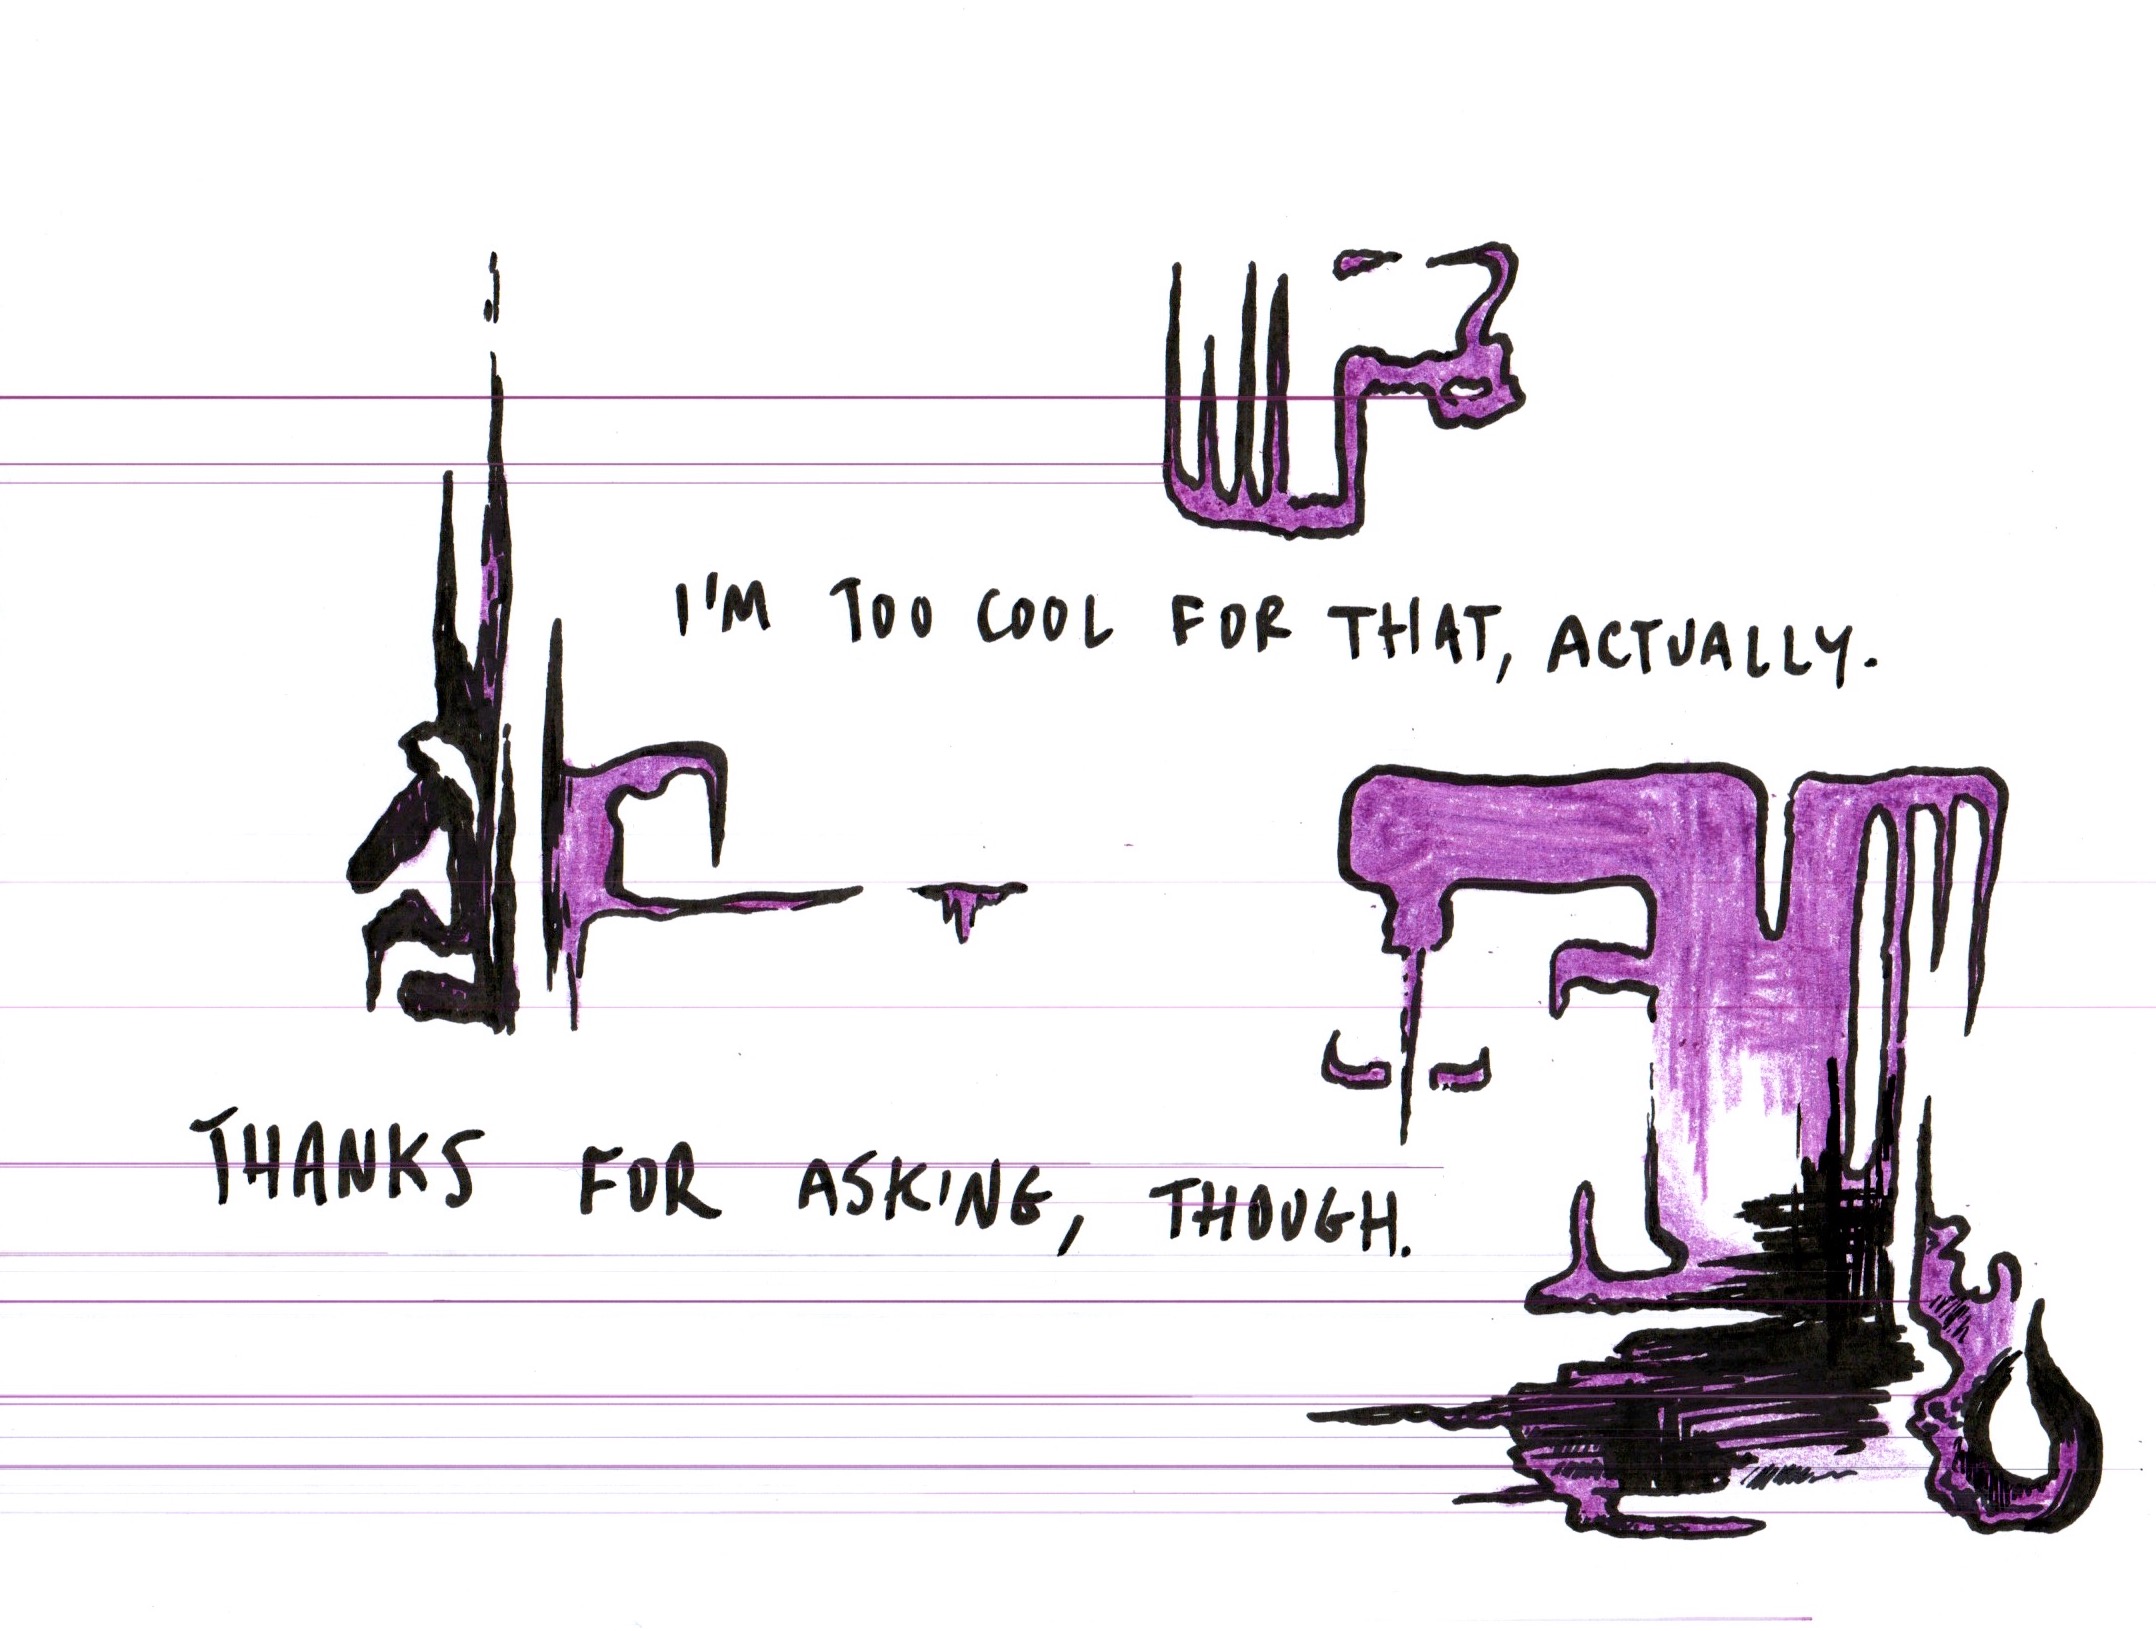 I'M TOO COOL FOR THAT, ACTUALLY.
THANKS FOR ASKING, THOUGH.